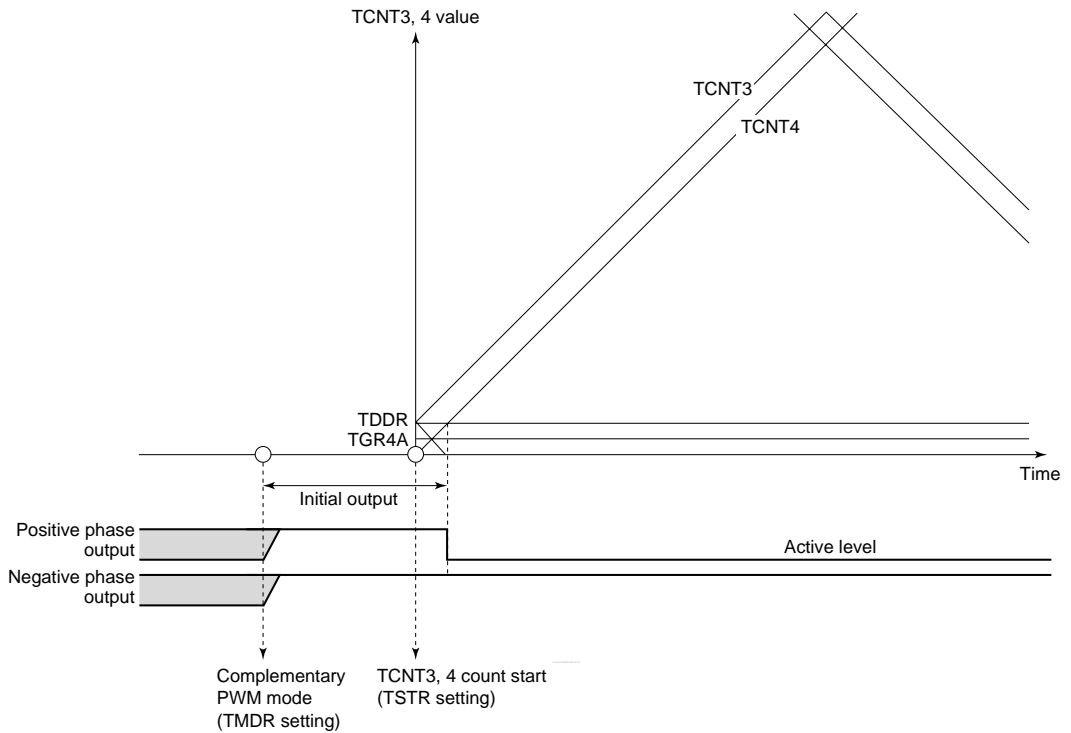 TCNT3, 4 value
TCNT3
TCNT4
TDDR
TGR4A
Time
Initial output
Positive phase
output
Active level
Negative phase
output
Complementary
PWM mode
(TMDR setting)
TCNT3, 4 count start
(TSTR setting)